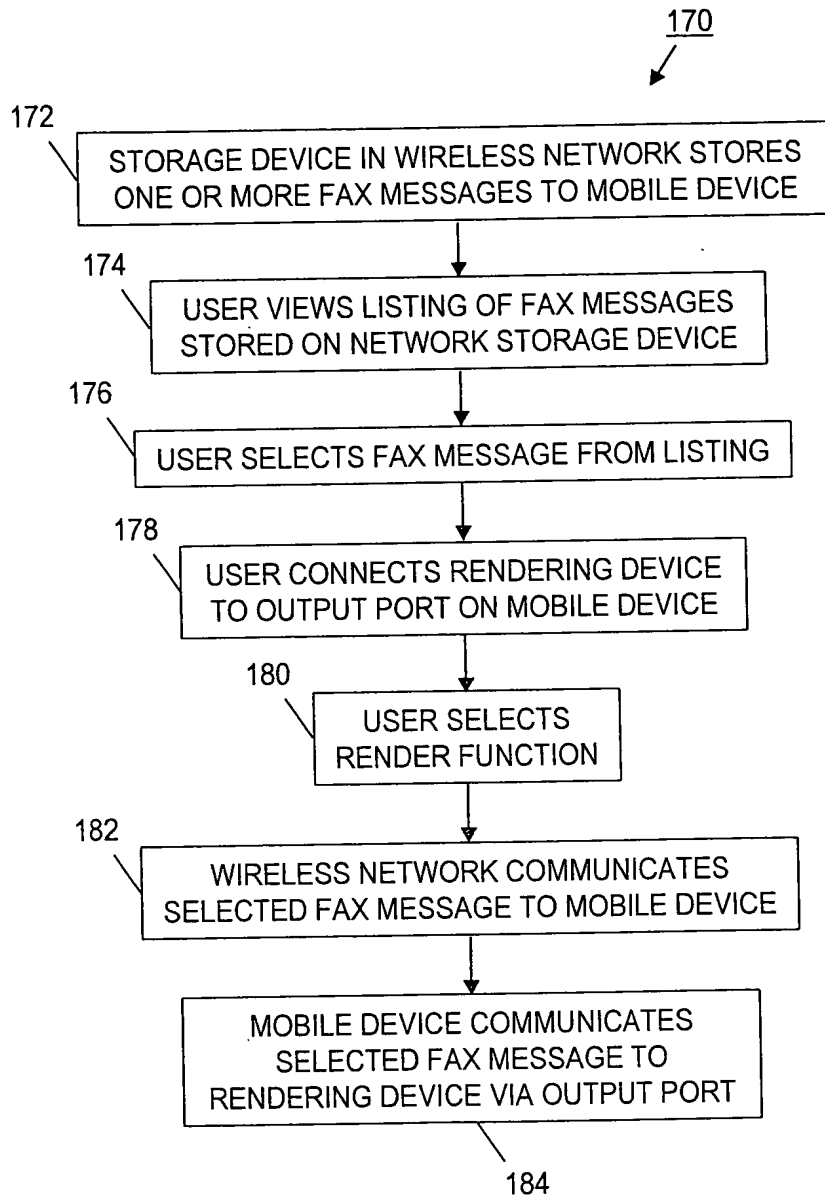 170
172
STORAGE DEVICE IN WIRELESS NETWORK STORES
ONE OR MORE FAX MESSAGES TO MOBILE DEVICE
174
USER VIEWS LISTING OF FAX MESSAGES
STORED ON NETWORK STORAGE DEVICE
176
USER SELECTS FAX MESSAGE FROM LISTING
178
USER CONNECTS RENDERING DEVICE
TO OUTPUT PORT ON MOBILE DEVICE
180
USER SELECTS
RENDER FUNCTION
182
WIRELESS NETWORK COMMUNICATES
SELECTED FAX MESSAGE TO MOBILE DEVICE
MOBILE DEVICE COMMUNICATES
SELECTED FAX MESSAGE TO
RENDERING DEVICE VIA OUTPUT PORT
184